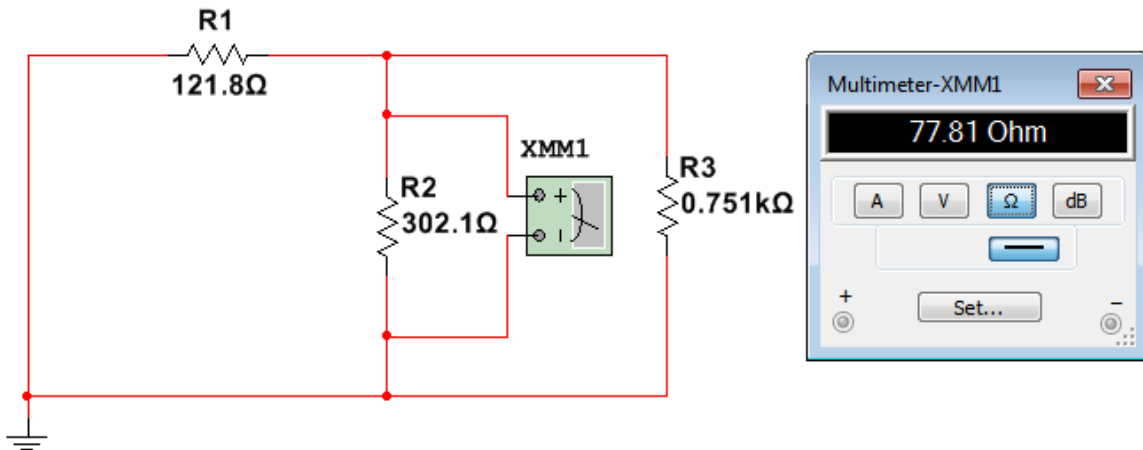 R1
121.8Ω
R2
302.1Ω
XMM1
+
−
R3
0.751kΩ
Multimeter-XMM1
77.81 Ohm
A V Ω dB
+ −
Set...